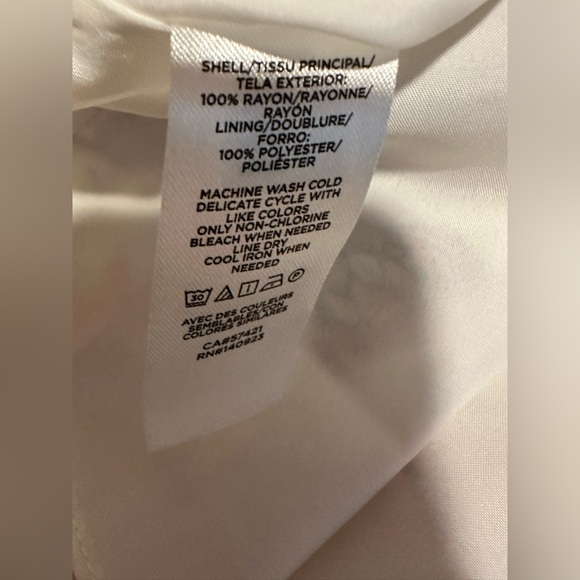 SHELL/TISSU PRINCIPAL/
TELA EXTERIOR:
100% RAYON/RAYONNE/
RAYÓN
LINING/DOUBLURE/
FORRO:
100% POLYESTER/
POLIÉSTER
MACHINE WASH COLD
DELICATE CYCLE WITH
LIKE COLORS
ONLY NON-CHLORINE
BLEACH WHEN NEEDED
LINE DRY
COOL IRON WHEN
NEEDED
30 P
AVEC DES COULEURS
SEMBLABLES/CON
COLORES SIMILARES
CA#57421
RN#140923